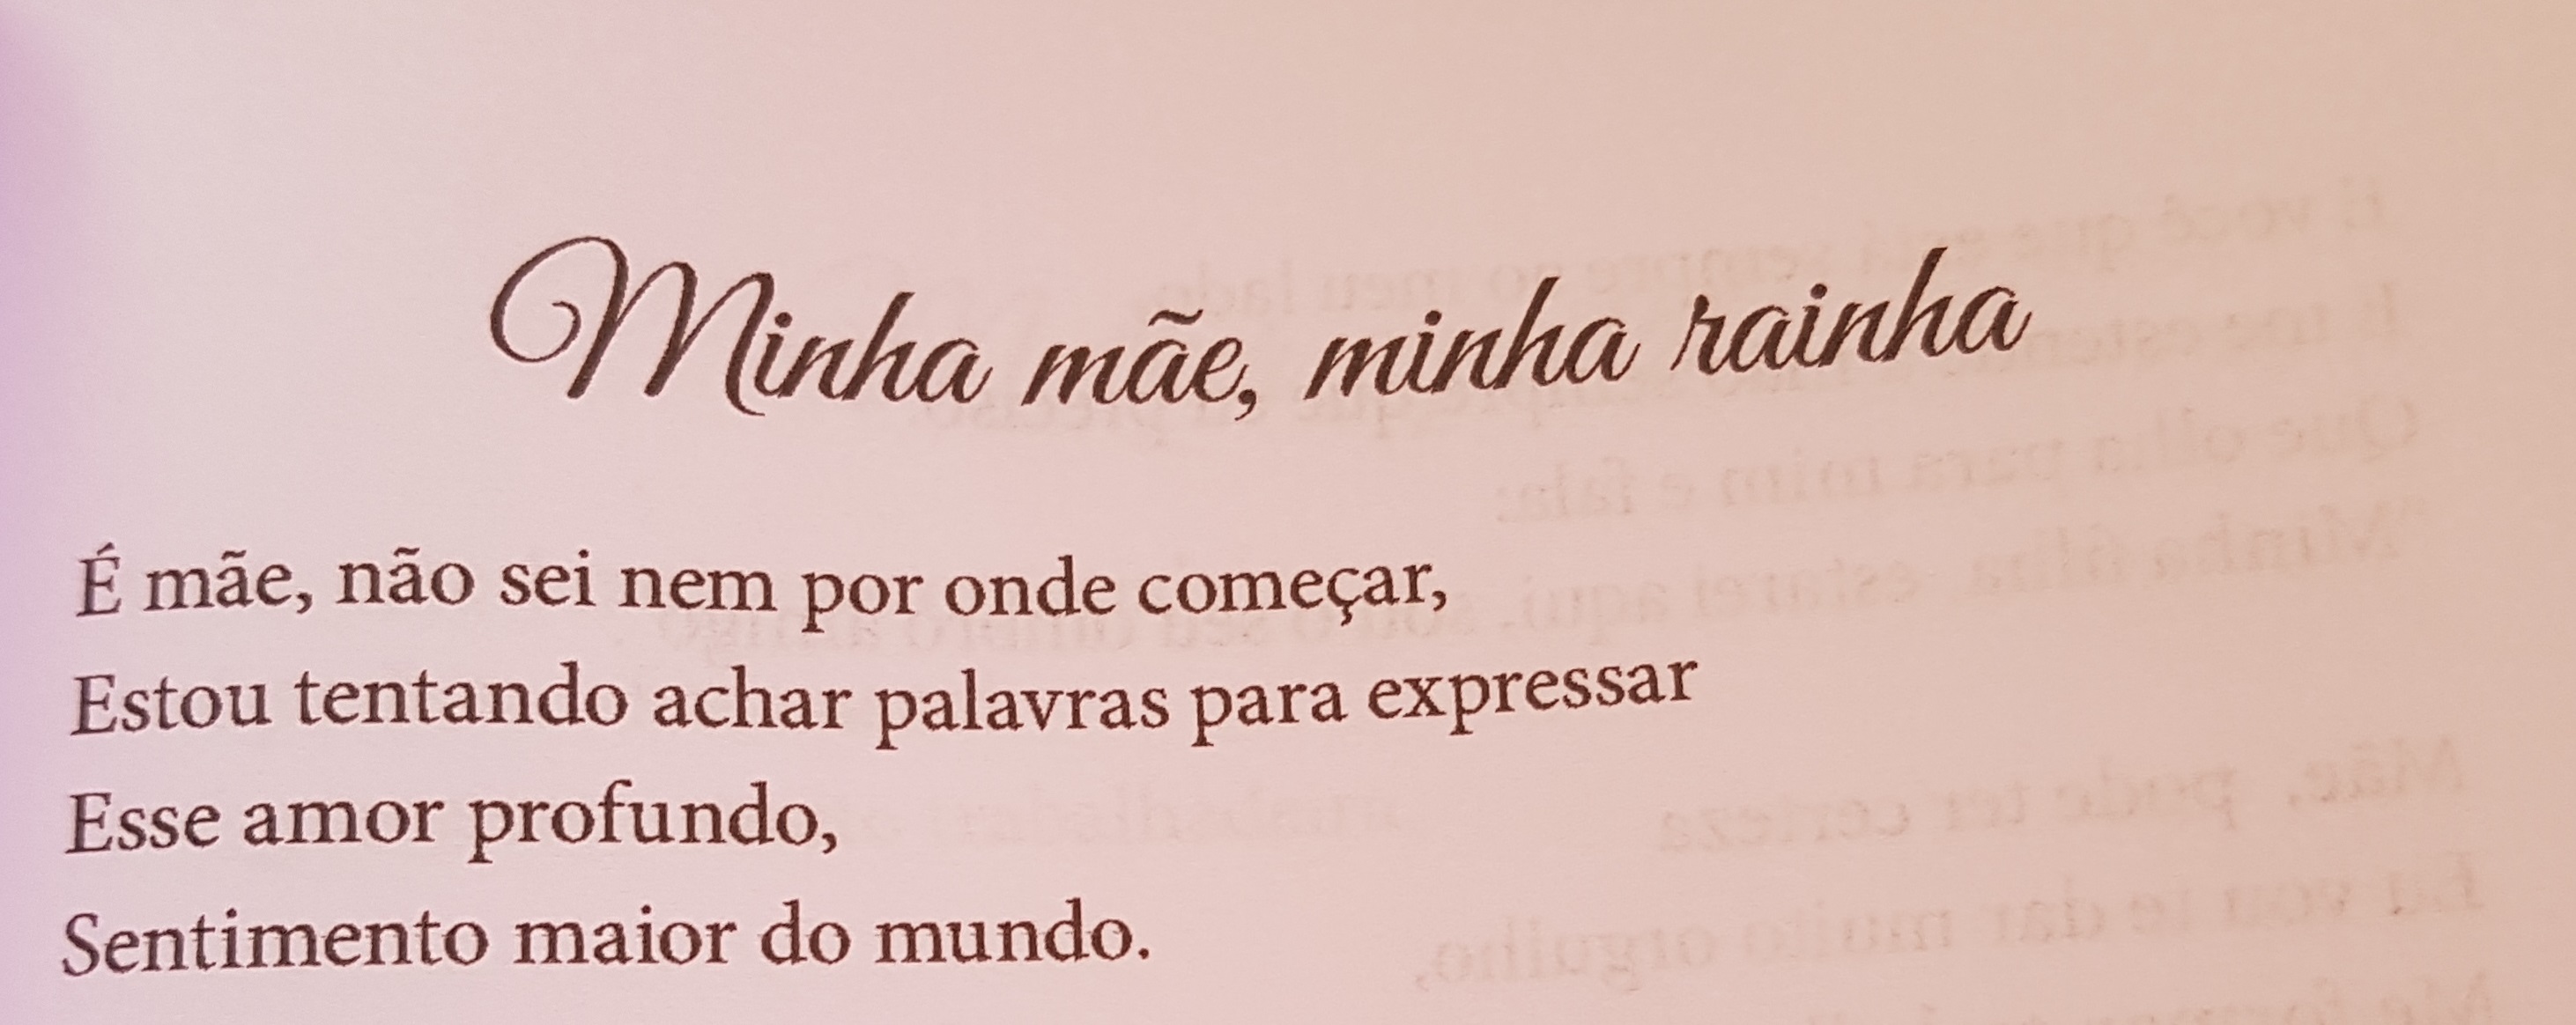 Minha mãe, minha rainha
É mãe, não sei nem por onde começar,
Estou tentando achar palavras para expressar
Esse amor profundo,
Sentimento maior do mundo.